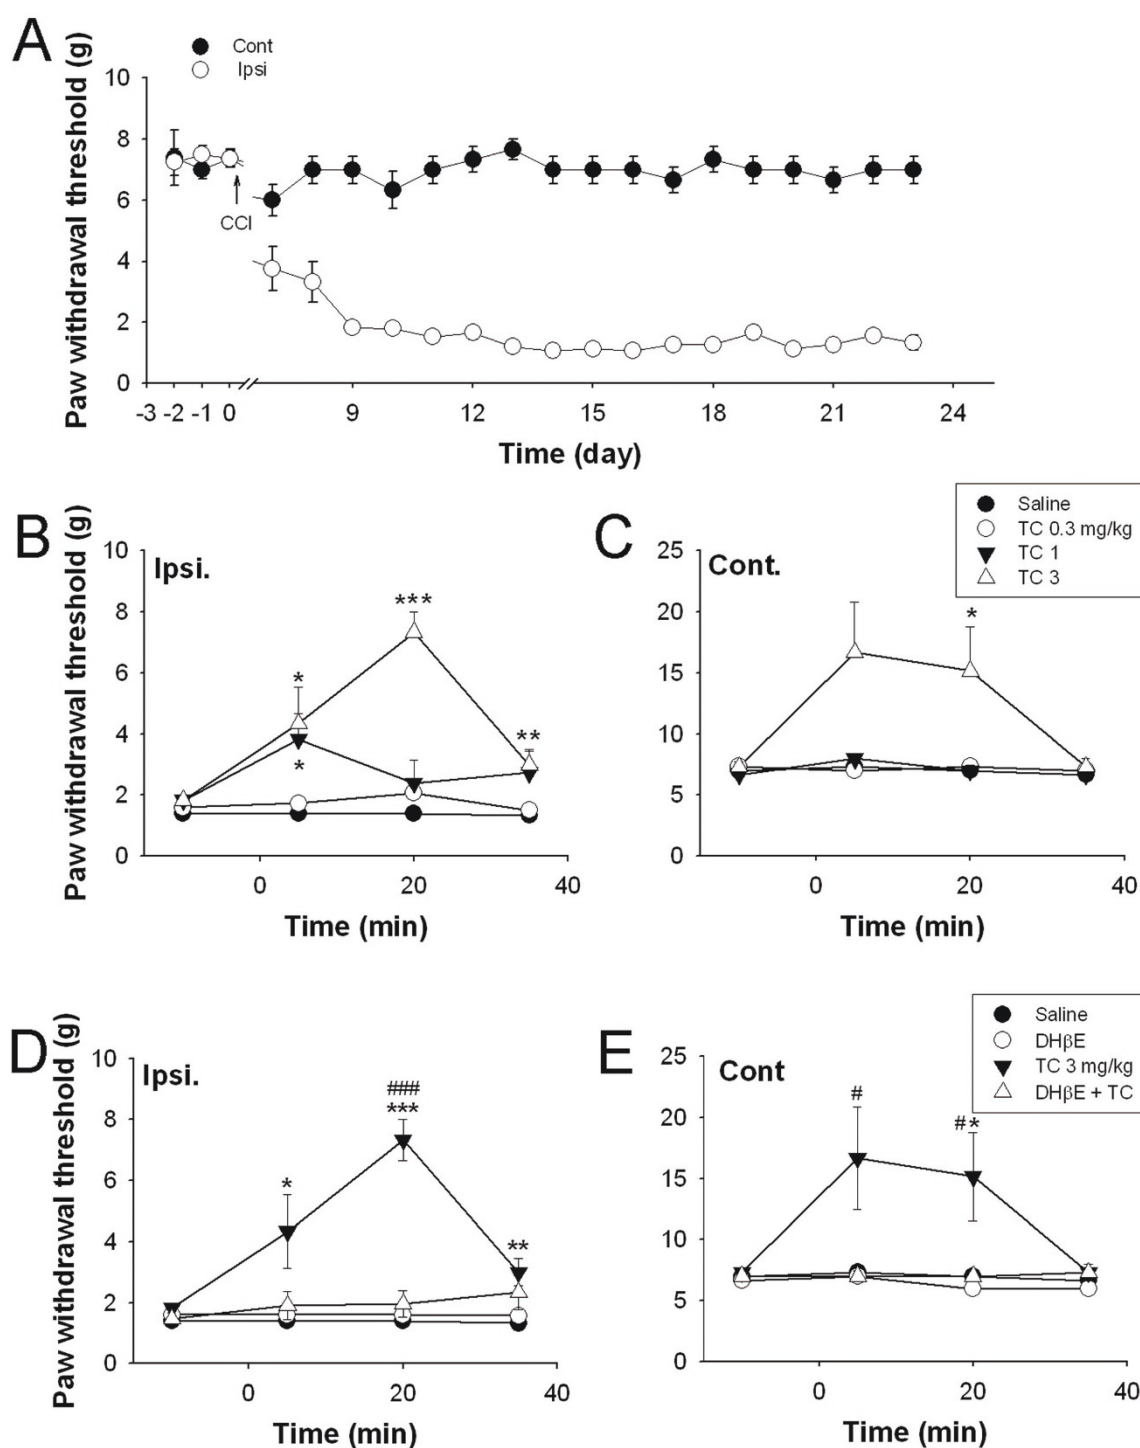 A
Cont
Ipsi
Paw withdrawal threshold (g)
10
8
6
4
2
0
CCI
-3 -2 -1 0 9 12 15 18 21 24
Time (day)
B
Ipsi.
Paw withdrawal threshold (g)
10
8
6
4
2
0
*
*
***
**
0 20 40
Time (min)
C
Cont.
Saline
TC 0.3 mg/kg
TC 1
TC 3
25
20
15
10
5
0
*
0 20 40
Time (min)
D
Ipsi.
Paw withdrawal threshold (g)
10
8
6
4
2
0
*
###
***
**
0 20 40
Time (min)
E
Cont
Saline
DHβE
TC 3 mg/kg
DHβE + TC
25
20
15
10
5
0
#
#*
0 20 40
Time (min)